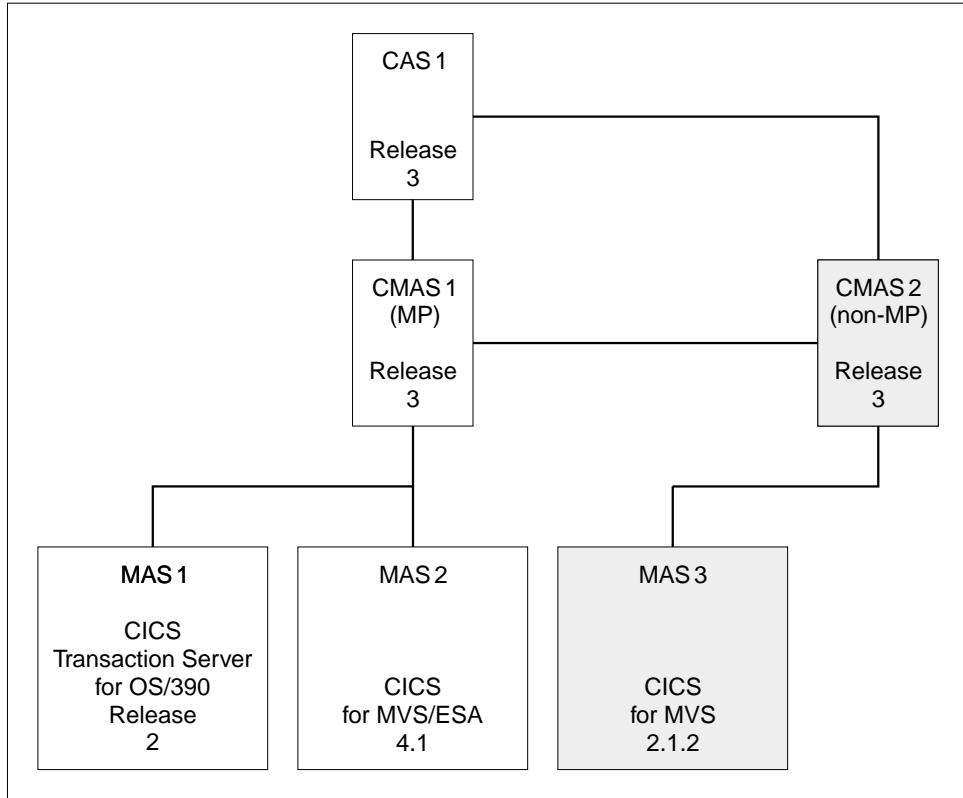 CAS 1
Release
3
CMAS 1
(MP)
Release
3
CMAS 2
(non-MP)
Release
3
MAS 1
CICS
Transaction Server
for OS/390
Release
2
MAS 2
CICS
for MVS/ESA
4.1
MAS 3
CICS
for MVS
2.1.2